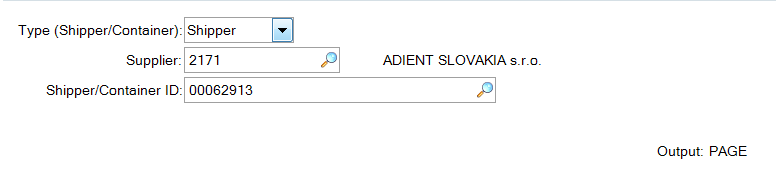 Type (Shipper/Container): Shipper
Supplier: 2171 ADIENT SLOVAKIA s.r.o.
Shipper/Container ID: 00062913
Output: PAGE